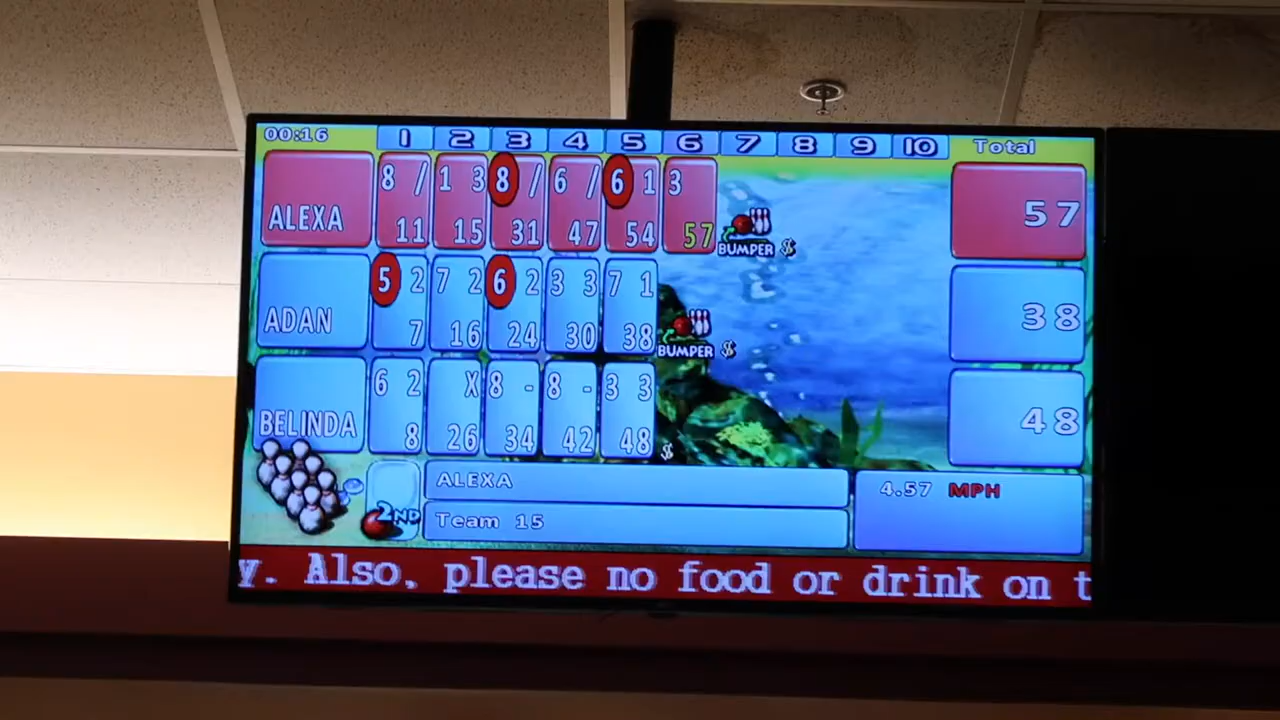 00:16 1 2 3 4 5 6 7 8 9 10 Total
8 / 1 3 8 / 6 / 6 1 3
ALEXA 11 15 31 47 54 57 57
BUMPER $
5 2 7 2 6 2 3 3 7 1
ADAN 7 16 24 30 38 38
BUMPER $
6 2 X 8 - 8 - 3 3
BELINDA 8 26 34 42 48 48
$
ALEXA 4.57 MPH
2ND Team 15
y. Also, please no food or drink on t